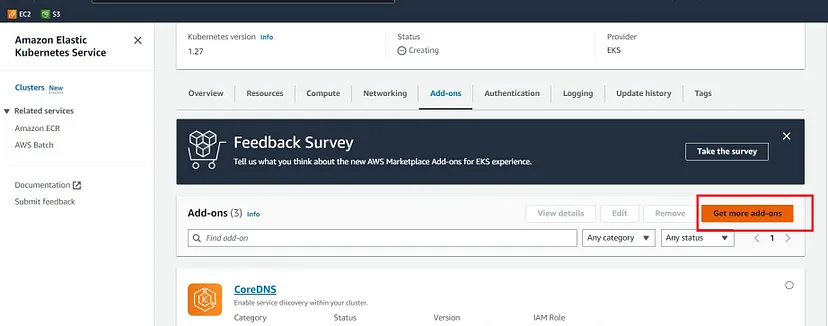 EC2 S3
Amazon Elastic
Kubernetes Service
Clusters New
Related services
Amazon ECR
AWS Batch
Documentation
Submit feedback
Kubernetes version Info
1.27
Status
Creating
Provider
EKS
Overview Resources Compute Networking Add-ons Authentication Logging Update history Tags
Feedback Survey
Tell us what you think about the new AWS Marketplace Add-ons for EKS experience.
Take the survey
Add-ons (3) Info
View details Edit Remove Get more add-ons
Find add-on Any category Any status 1
CoreDNS
Enable service discovery within your cluster.
Category Status Version IAM Role